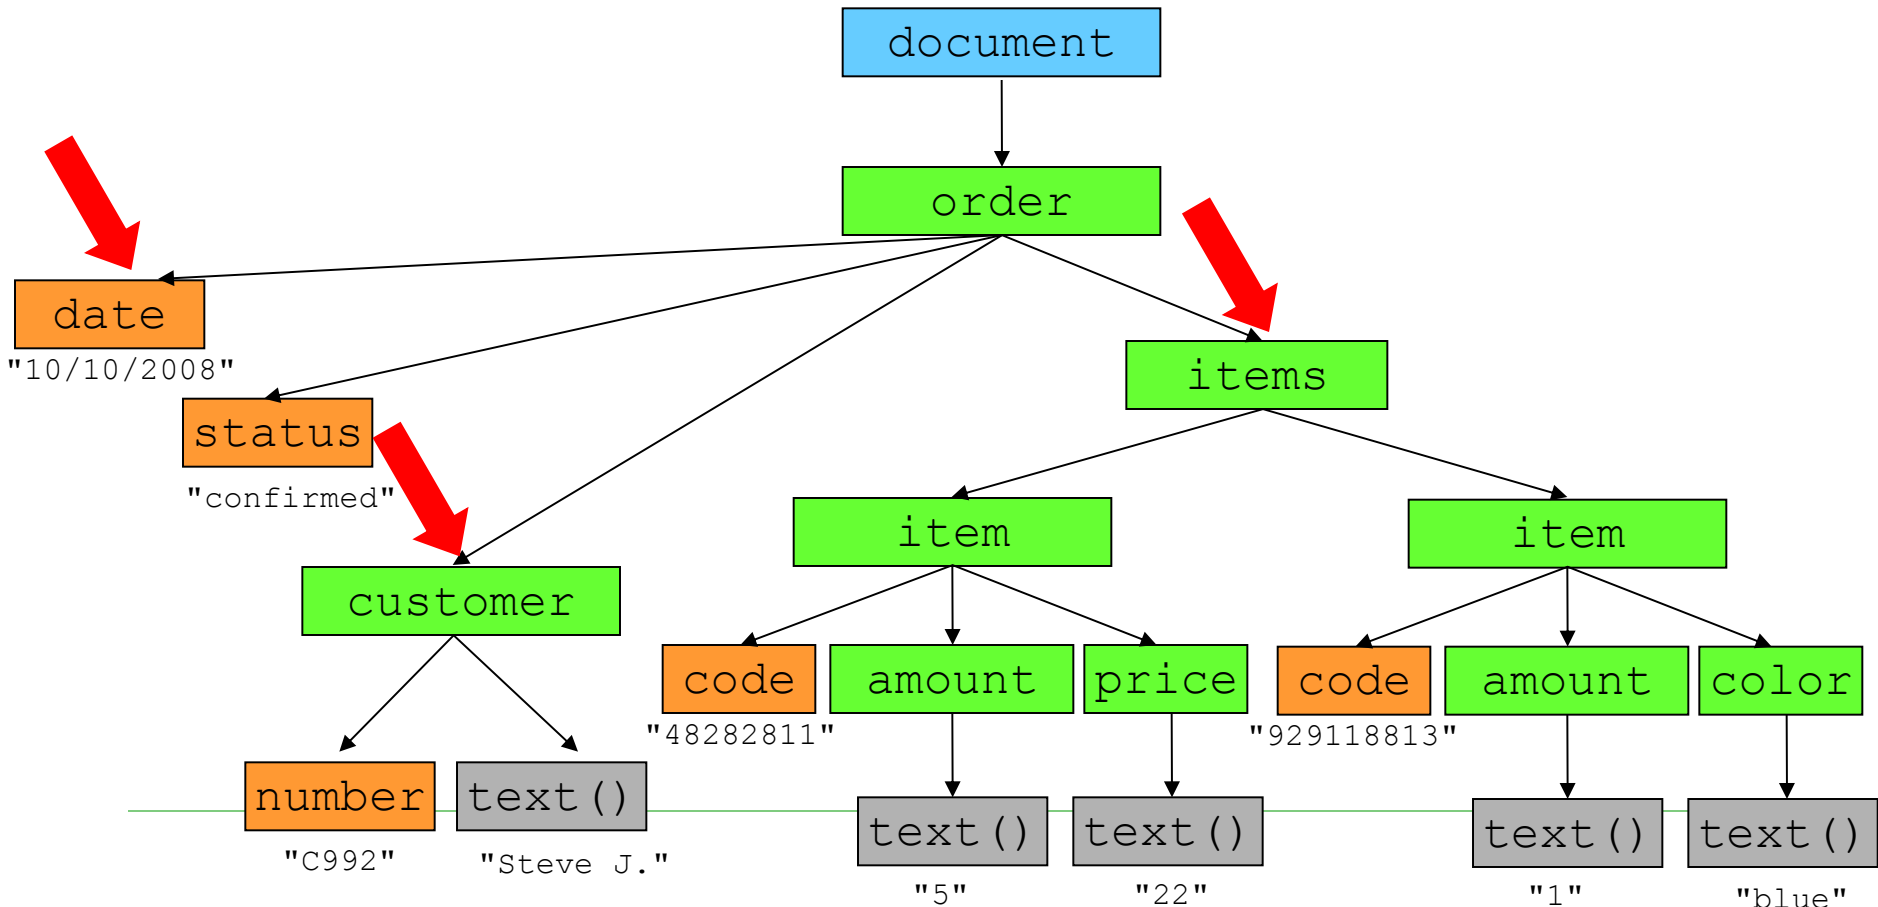 document
order
date
"10/10/2008"
items
status
"confirmed"
item
item
customer
code
amount
price
code
amount
color
"48282811"
"929118813"
number
text()
text()
text()
text()
text()
"C992"
"Steve J."
"5"
"22"
"1"
"blue"